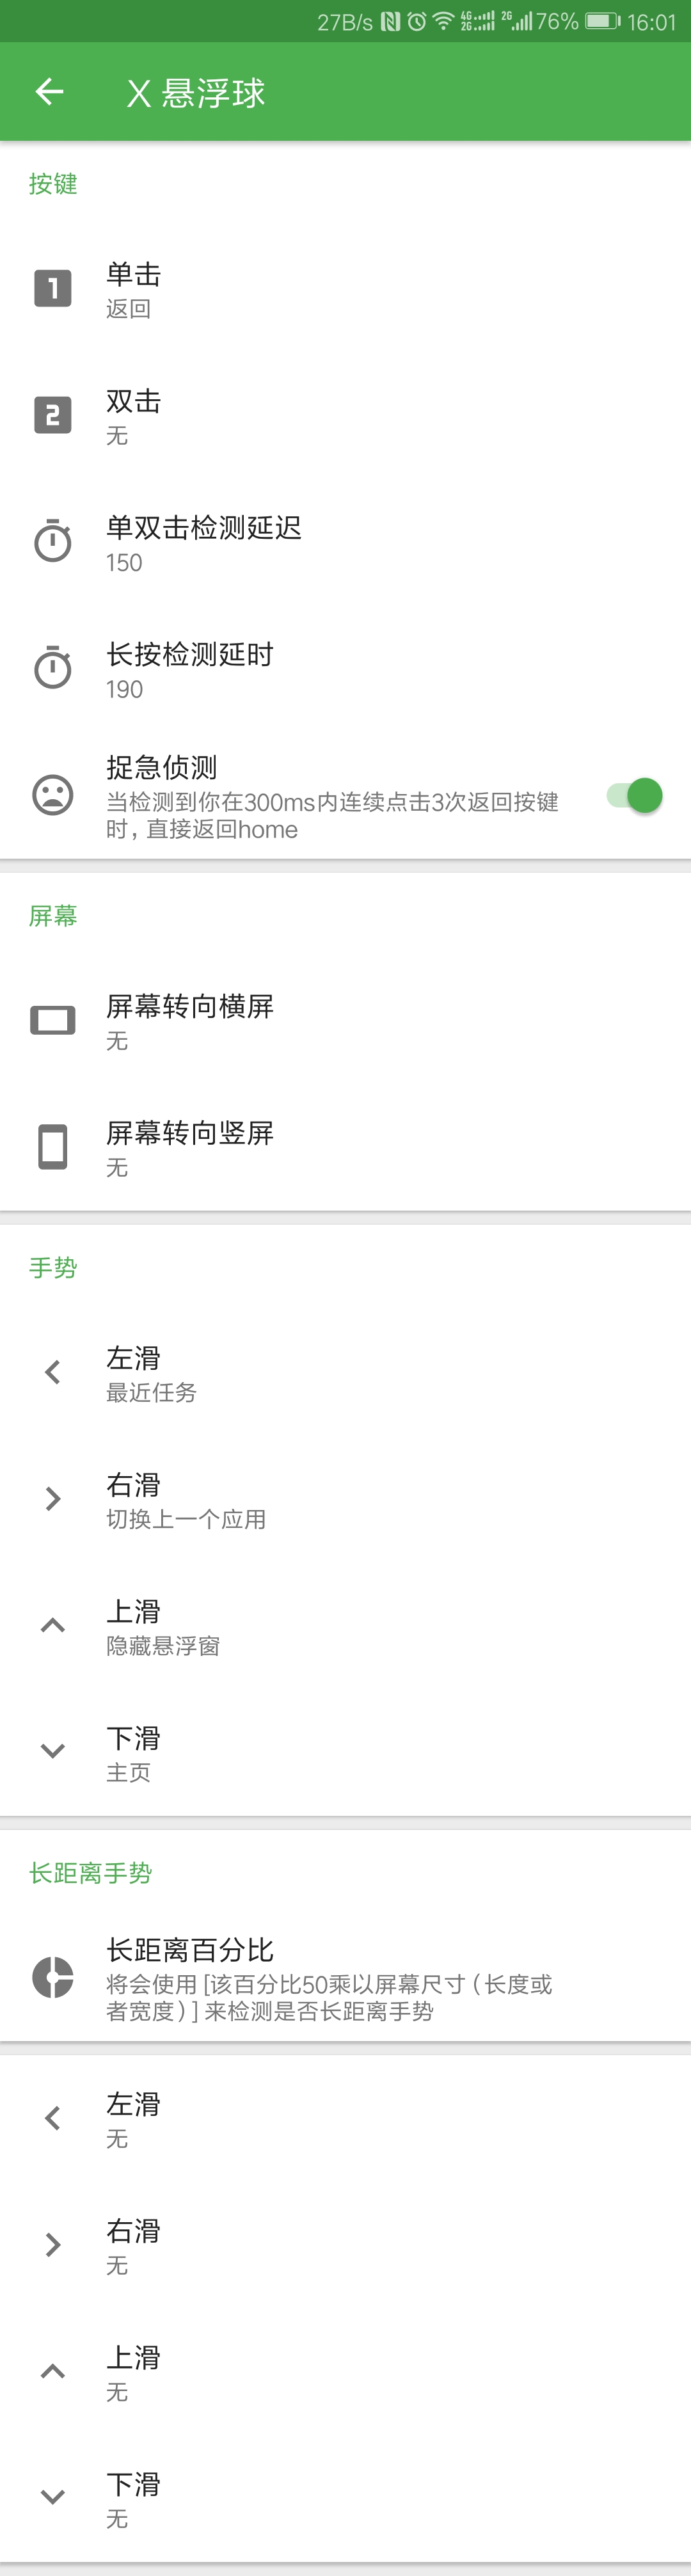 27B/s 4G 2G 2G 76% 16:01
X 悬浮球
按键
1
单击
返回
2
双击
无
单双击检测延迟
150
长按检测延时
190
捉急侦测
当检测到你在300ms内连续点击3次返回按键
时，直接返回home
屏幕
屏幕转向横屏
无
屏幕转向竖屏
无
手势
左滑
最近任务
右滑
切换上一个应用
上滑
隐藏悬浮窗
下滑
主页
长距离手势
长距离百分比
将会使用 [该百分比50乘以屏幕尺寸（长度或
者宽度）] 来检测是否长距离手势
左滑
无
右滑
无
上滑
无
下滑
无